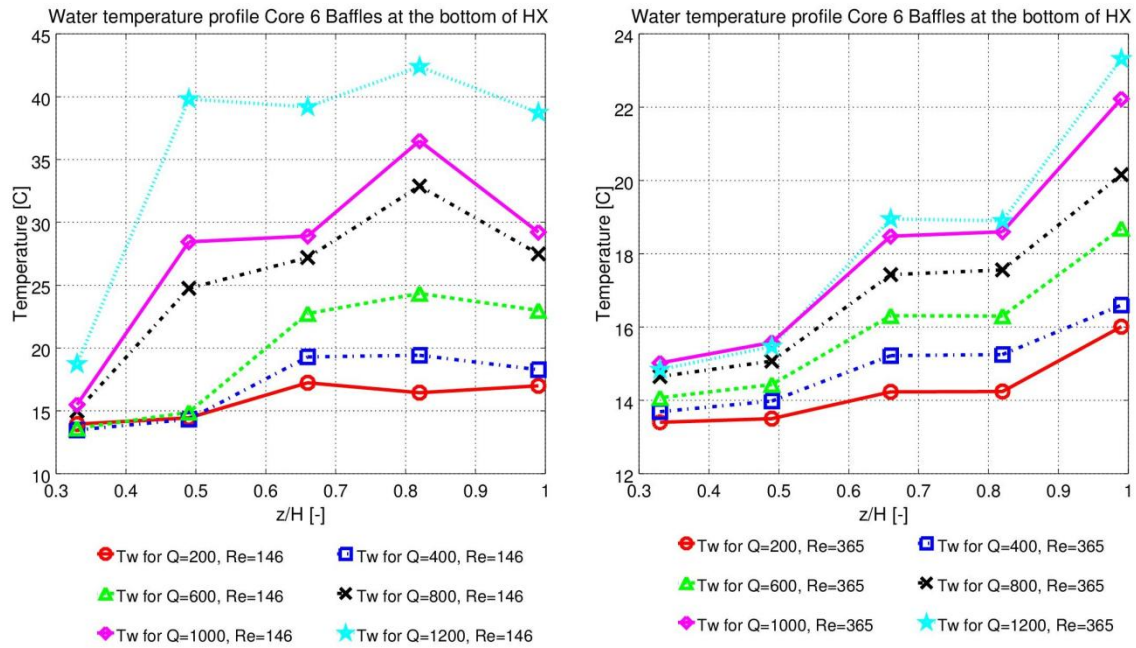 Water temperature profile Core 6 Baffles at the bottom of HX
45
40
35
30
25
20
15
10
Temperature [C]
0.3 0.4 0.5 0.6 0.7 0.8 0.9 1
z/H [-]
Tw for Q=200, Re=146
Tw for Q=400, Re=146
Tw for Q=600, Re=146
Tw for Q=800, Re=146
Tw for Q=1000, Re=146
Tw for Q=1200, Re=146
Water temperature profile Core 6 Baffles at the bottom of HX
24
22
20
18
16
14
12
Temperature [C]
0.3 0.4 0.5 0.6 0.7 0.8 0.9 1
z/H [-]
Tw for Q=200, Re=365
Tw for Q=400, Re=365
Tw for Q=600, Re=365
Tw for Q=800, Re=365
Tw for Q=1000, Re=365
Tw for Q=1200, Re=365